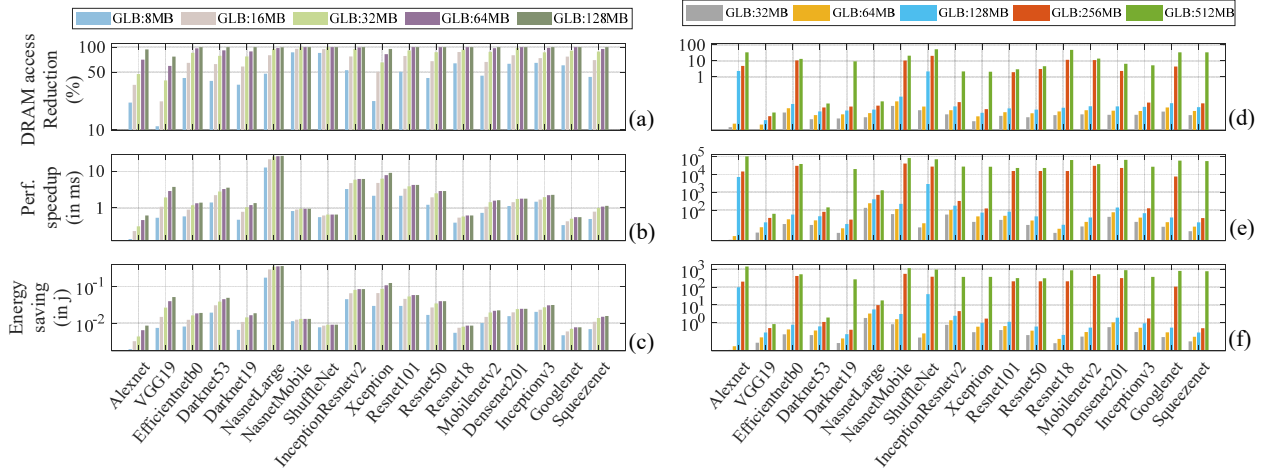 GLB:8MB GLB:16MB GLB:32MB GLB:64MB GLB:128MB
GLB:32MB GLB:64MB GLB:128MB GLB:256MB GLB:512MB
DRAM access
Reduction
(%)
100
50
10
(a)
Perf.
speedup
(in ms)
10
1
(b)
Energy
saving
(in j)
10^-1
10^-2
(c)
Alexnet
VGG19
Efficientnetb0
Darknet53
Darknet19
NasnetLarge
NasnetMobile
ShuffleNet
InceptionResnetv2
Xception
Resnet101
Resnet50
Resnet18
Mobilenetv2
Densenet201
Inceptionv3
Googlenet
Squeezenet
100
10
1
(d)
10^5
10^4
10^3
10^2
(e)
10^3
10^2
10^1
10^0
(f)
Alexnet
VGG19
Efficientnetb0
Darknet53
Darknet19
NasnetLarge
NasnetMobile
ShuffleNet
InceptionResnetv2
Xception
Resnet101
Resnet50
Resnet18
Mobilenetv2
Densenet201
Inceptionv3
Googlenet
Squeezenet